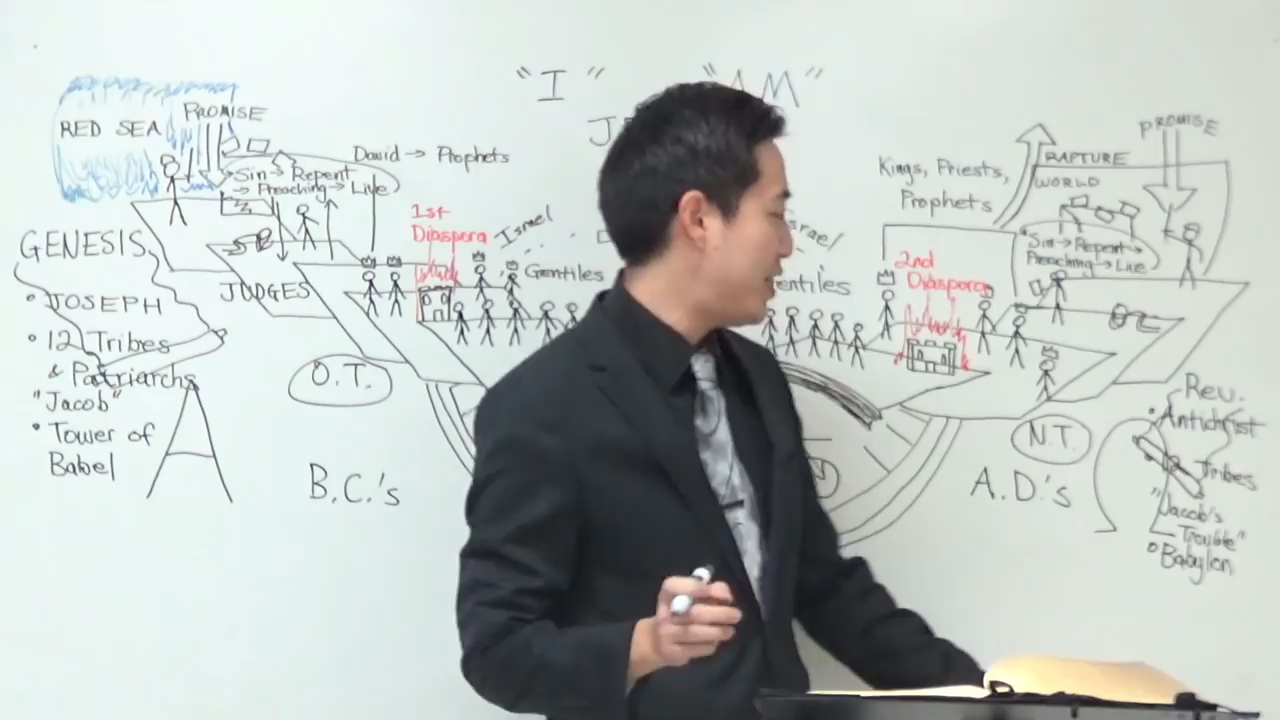 "I"
"AM"
RED SEA
PROMISE
Sin → Repent
→ Preaching → Live
David → Prophets
GENESIS
• JOSEPH
• 12 Tribes
& Patriarchs
"Jacob"
• Tower of
Babel
JUDGES
1st
Diaspora
Israel
Gentiles
O.T.
B.C.'s
Israel
Gentiles
Kings, Priests,
Prophets
2nd
Diaspora
RAPTURE
WORLD
PROMISE
"Sin → Repent →
Preaching → Live
N.T.
A.D.'s
Rev.
• Antichrist
Tribes
"Jacob's
Trouble"
• Babylon